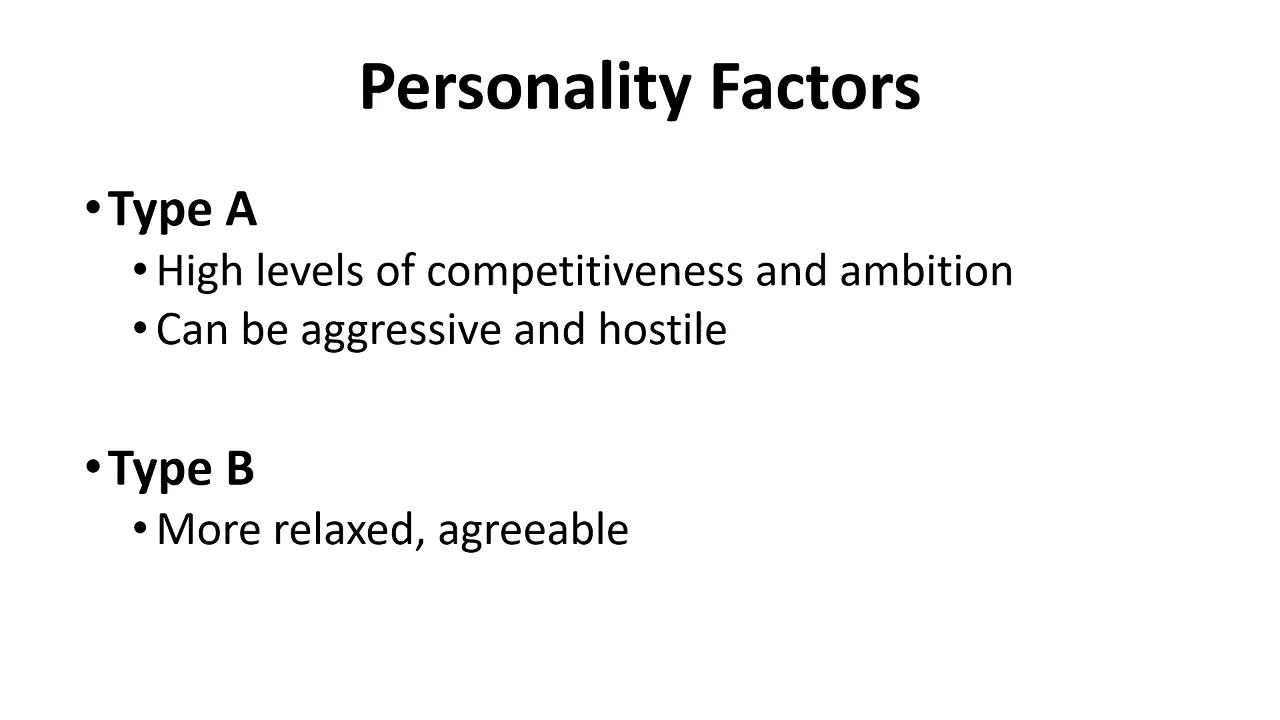 Personality Factors
• Type A
• High levels of competitiveness and ambition
• Can be aggressive and hostile
• Type B
• More relaxed, agreeable